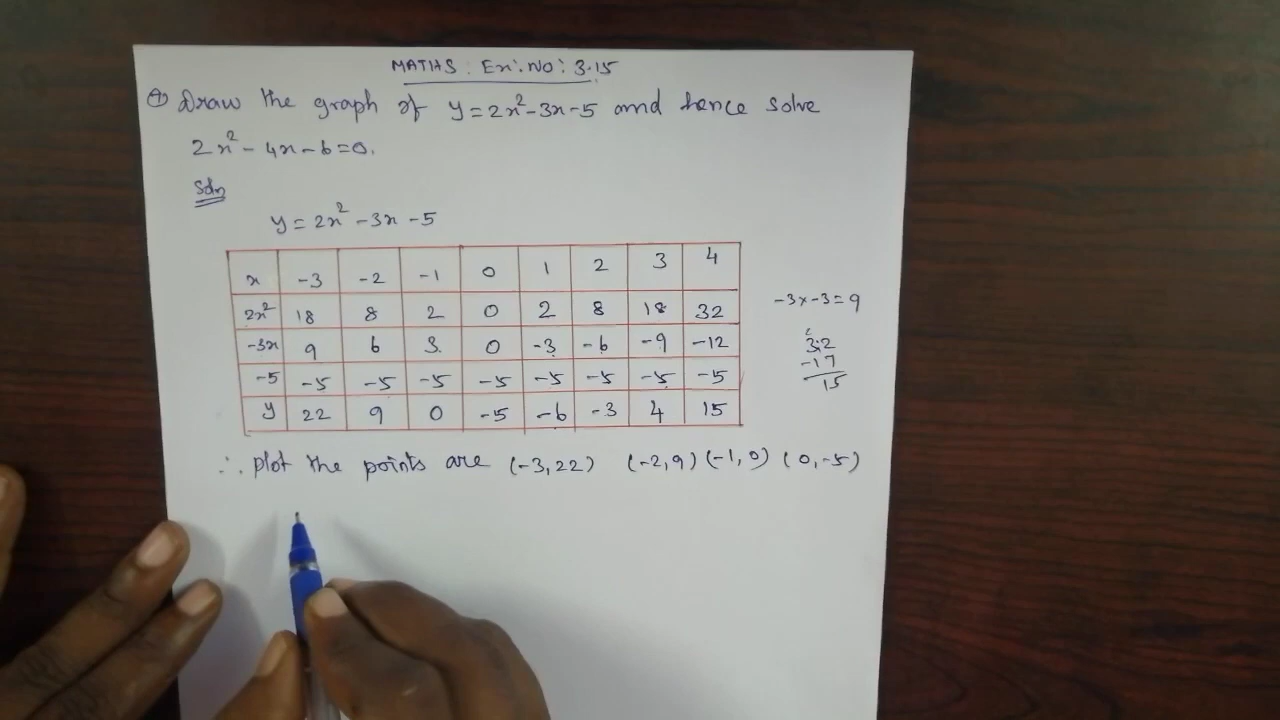 MATHS: Ex: NO: 3.15
7) Draw the graph of y=2x²-3x-5 and hence solve
2x²-4x-6=0.
Soln
y=2x²-3x-5
x -3 -2 -1 0 1 2 3 4
2x² 18 8 2 0 2 8 18 32
-3x 9 6 3 0 -3 -6 -9 -12
-5 -5 -5 -5 -5 -5 -5 -5 -5
y 22 9 0 -5 -6 -3 4 15
-3x-3=9
32
-17
15
∴ plot the points are (-3,22) (-2,9) (-1,0) (0,-5)